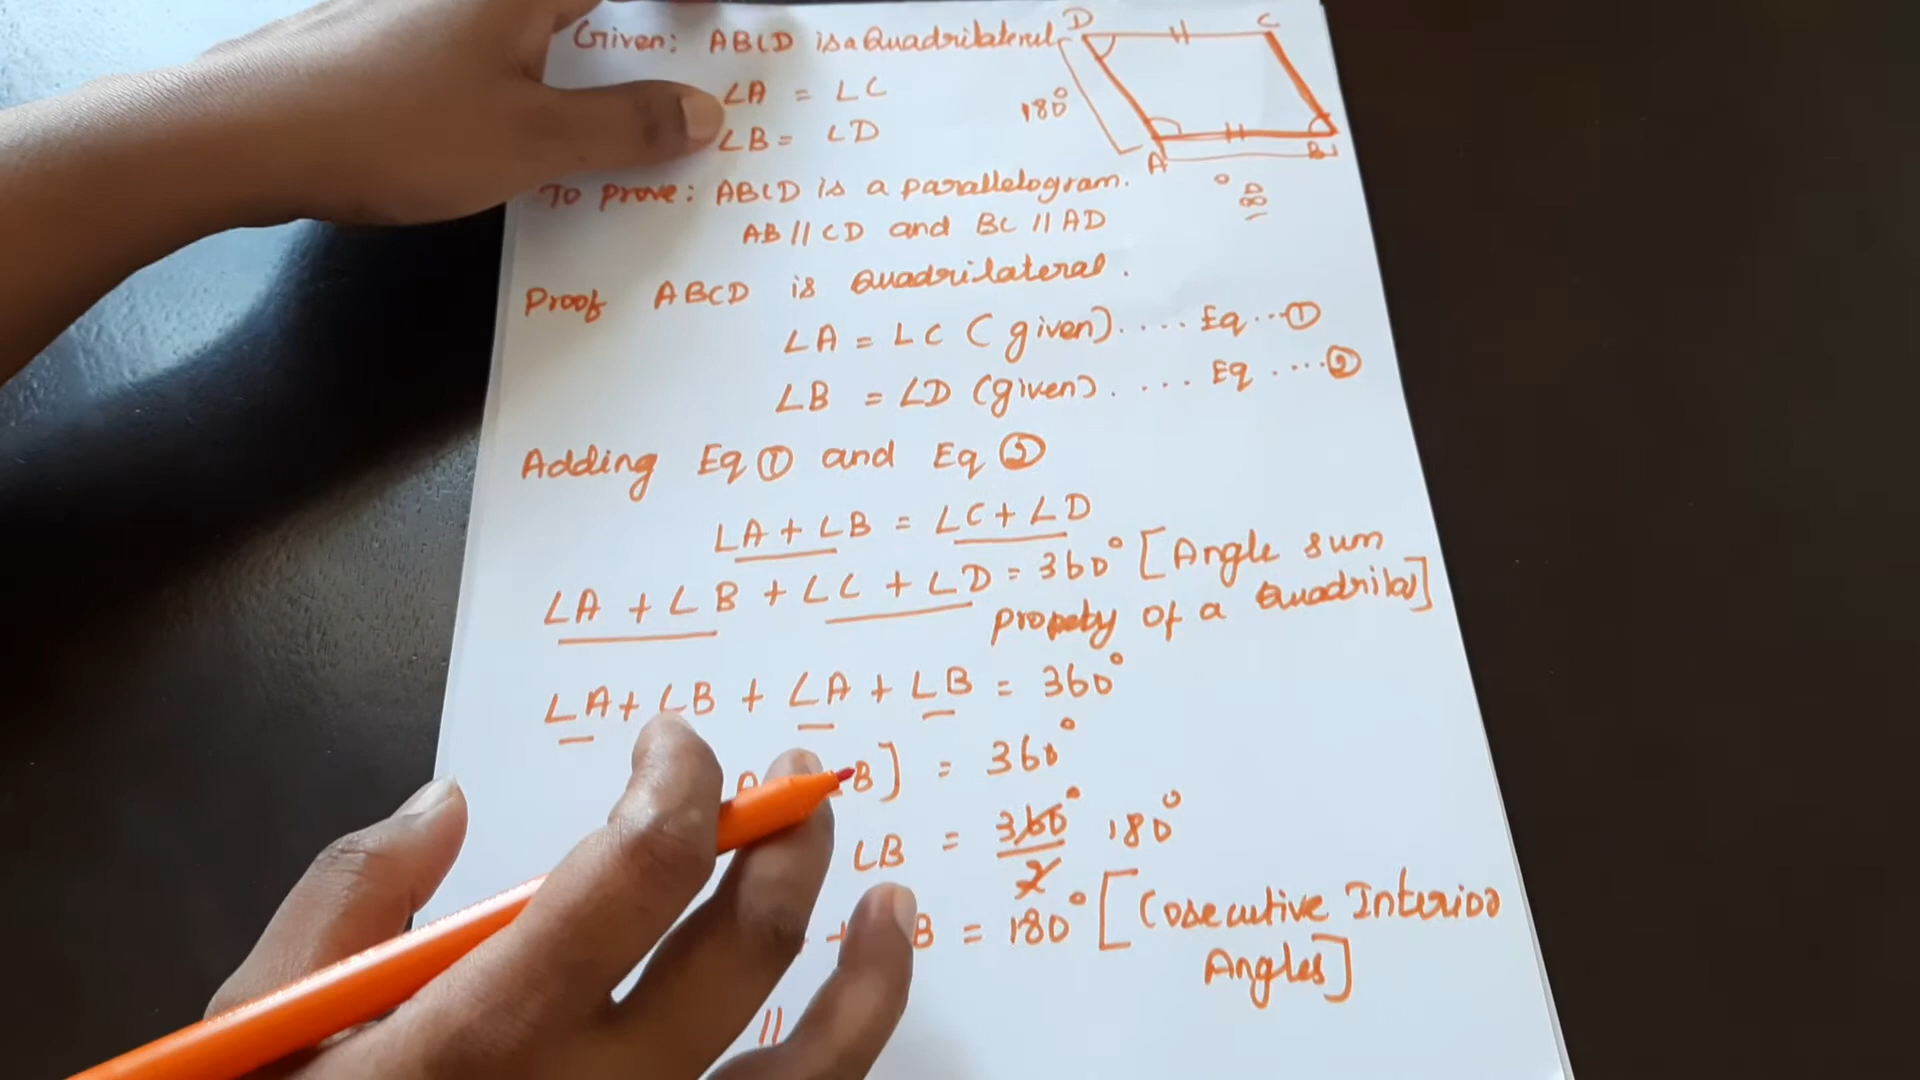 Given: ABCD is a Quadrilateral
∠A = ∠C
∠B = ∠D
To prove: ABCD is a parallelogram.
AB // CD and BC // AD
D C
180°
A B
Proof ABCD is Quadrilateral.
∠A = ∠C (given). ... Eq ...①
∠B = ∠D (given). ... Eq ....②
Adding Eq ① and Eq ②
∠A + ∠B = ∠C + ∠D
∠A + ∠B + ∠C + ∠D = 360° [Angle sum
property of a Quadrila]
∠A + ∠B + ∠A + ∠B = 360°
B] = 360°
∠B = 360°/2 180°
+ B = 180° [Cosecutive Interior
Angles]
//